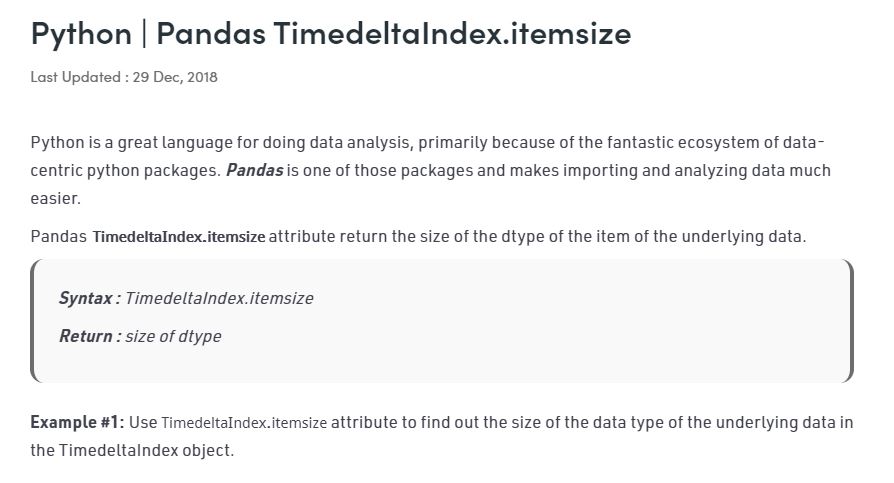 Python | Pandas TimedeltaIndex.itemsize
Last Updated : 29 Dec, 2018
Python is a great language for doing data analysis, primarily because of the fantastic ecosystem of data-
centric python packages. Pandas is one of those packages and makes importing and analyzing data much
easier.
Pandas TimedeltaIndex.itemsize attribute return the size of the dtype of the item of the underlying data.
Syntax : TimedeltaIndex.itemsize
Return : size of dtype
Example #1: Use TimedeltaIndex.itemsize attribute to find out the size of the data type of the underlying data in
the TimedeltaIndex object.